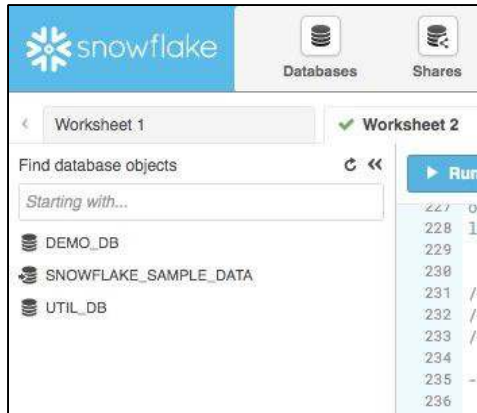 snowflake
Databases
Shares
Worksheet 1
Worksheet 2
Find database objects
Run
Starting with...
DEMO_DB
SNOWFLAKE_SAMPLE_DATA
UTIL_DB
227 o
228 l
229
230
231 /
232 /
233 /
234
235 -
236